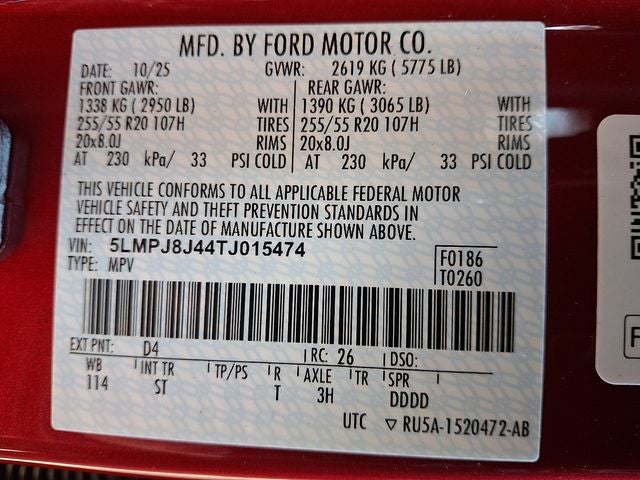 MFD. BY FORD MOTOR CO.
DATE: 10/25 GVWR: 2619 KG ( 5775 LB)
FRONT GAWR: REAR GAWR:
1338 KG ( 2950 LB) WITH 1390 KG ( 3065 LB) WITH
255/55 R20 107H TIRES 255/55 R20 107H TIRES
20x8.0J RIMS 20x8.0J RIMS
AT 230 kPa/ 33 PSI COLD AT 230 kPa/ 33 PSI COLD
THIS VEHICLE CONFORMS TO ALL APPLICABLE FEDERAL MOTOR
VEHICLE SAFETY AND THEFT PREVENTION STANDARDS IN
EFFECT ON THE DATE OF MANUFACTURE SHOWN ABOVE.
VIN: 5LMPJ8J44TJ015474
TYPE: MPV
F0186
T0260
EXT PNT: D4 RC: 26 DSO:
WB INT TR TP/PS R AXLE TR SPR
114 ST T 3H DDDD
UTC ▽ RU5A-1520472-AB